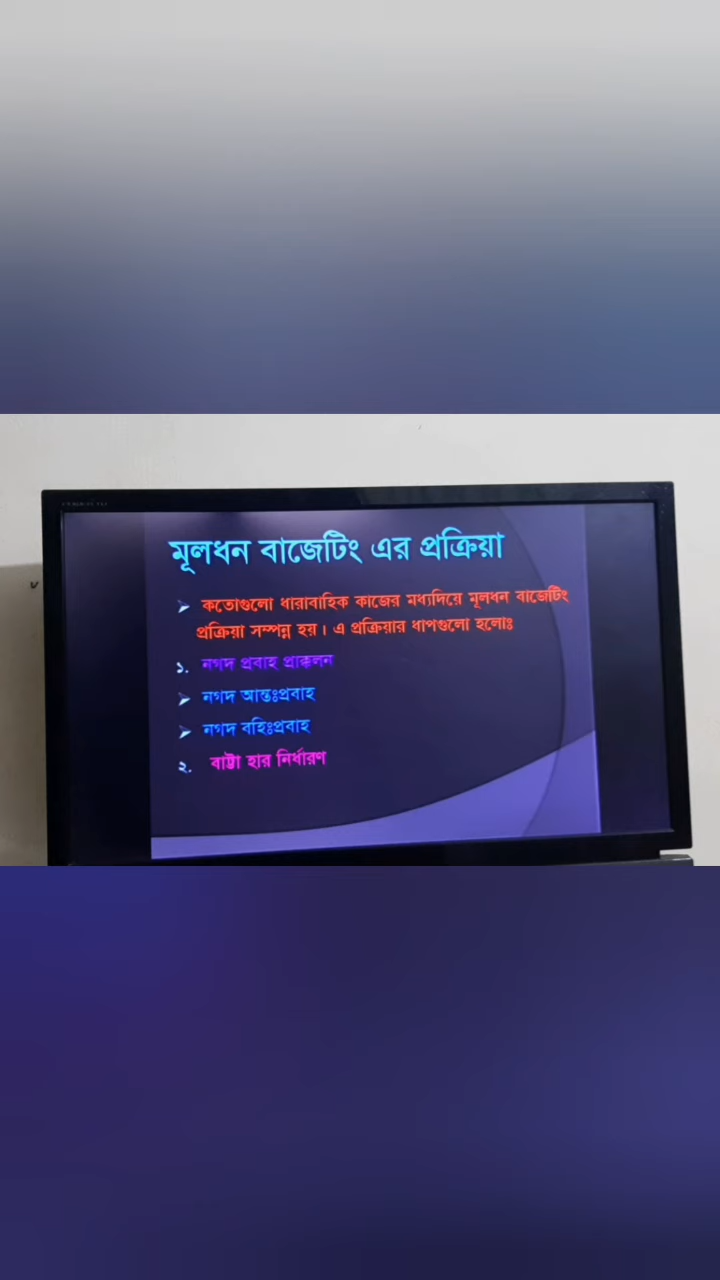 মূলধন বাজেটিং এর প্রক্রিয়া
➢ কতোগুলো ধারাবাহিক কাজের মধ্যদিয়ে মূলধন বাজেটিং
প্রক্রিয়া সম্পন্ন হয়। এ প্রক্রিয়ার ধাপগুলো হলোঃ
১. নগদ প্রবাহ প্রাক্কলন
➢ নগদ আন্তঃপ্রবাহ
➢ নগদ বহিঃপ্রবাহ
২. বাট্টা হার নির্ধারণ